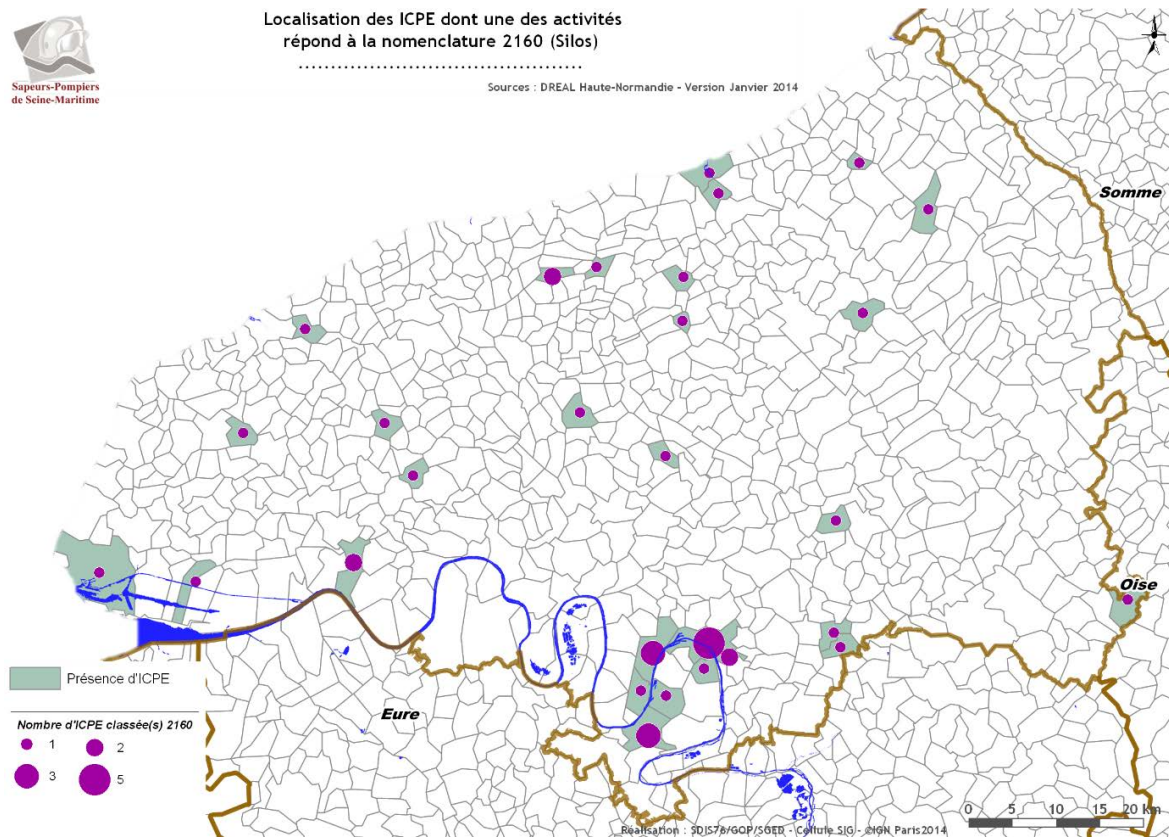 Localisation des ICPE dont une des activités
répond à la nomenclature 2160 (Silos)
Sapeurs-Pompiers
de Seine-Maritime
Sources : DREAL Haute-Normandie - Version Janvier 2014
Somme
Oise
Eure
Présence d'ICPE
Nombre d'ICPE classée(s) 2160
1 2
3 5
0 5 10 15 20 km
Réalisation : SDIS76/GOP/SGED - Cellule SIG - ©IGN Paris2014